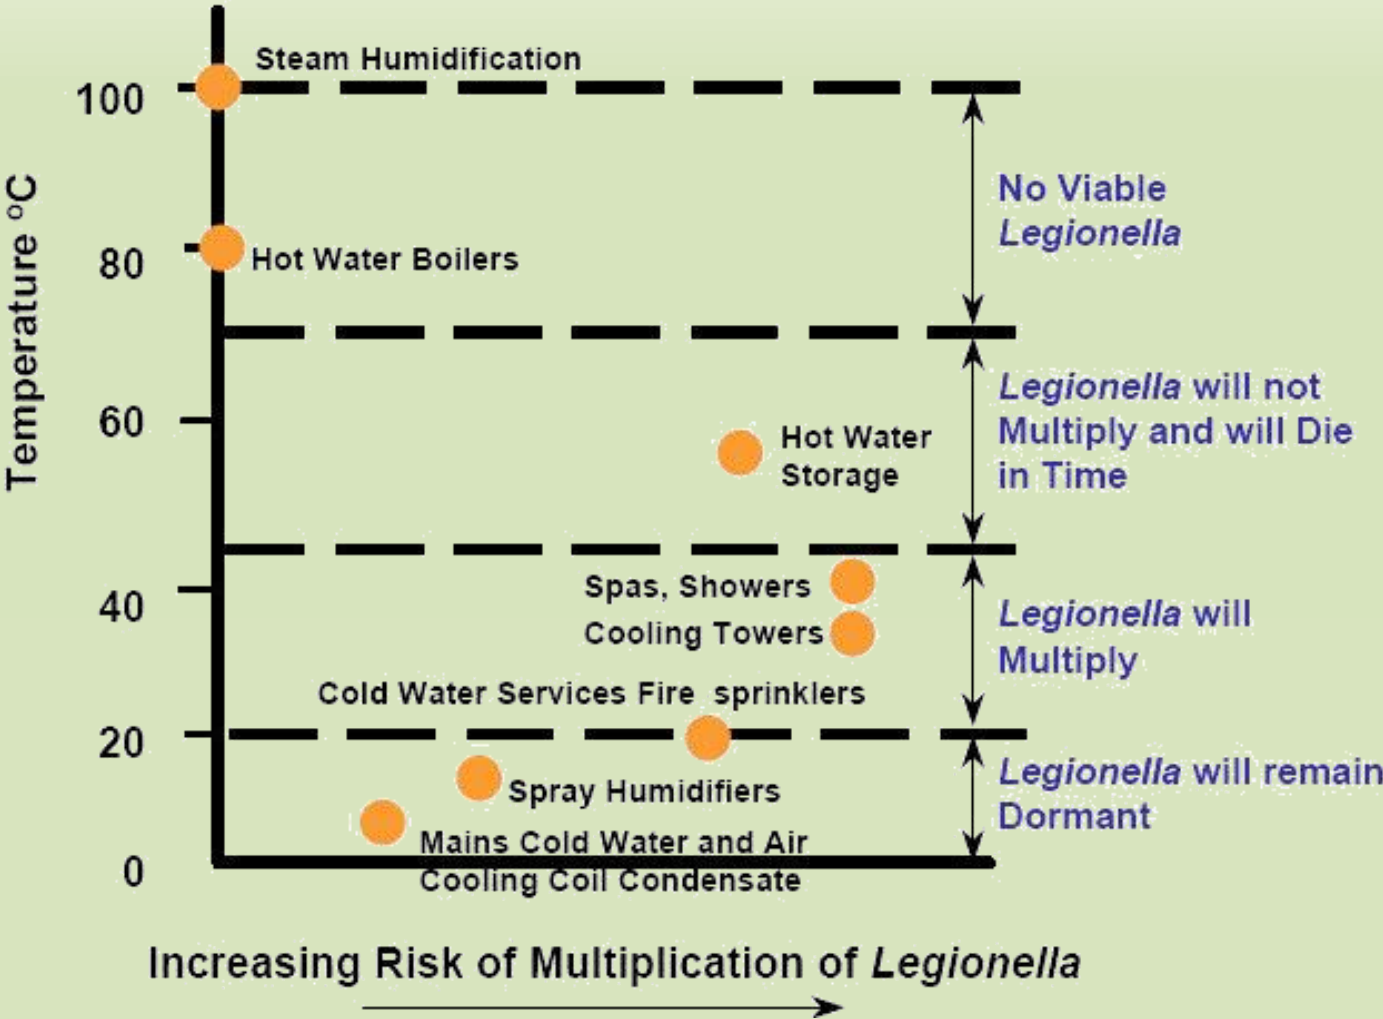 Steam Humidification
100
No Viable
Legionella
Temperature ºC
80
Hot Water Boilers
Legionella will not
Multiply and will Die
in Time
60
Hot Water
Storage
40
Spas, Showers
Cooling Towers
Legionella will
Multiply
Cold Water Services Fire sprinklers
20
Spray Humidifiers
Legionella will remain
Dormant
Mains Cold Water and Air
Cooling Coil Condensate
0
Increasing Risk of Multiplication of Legionella